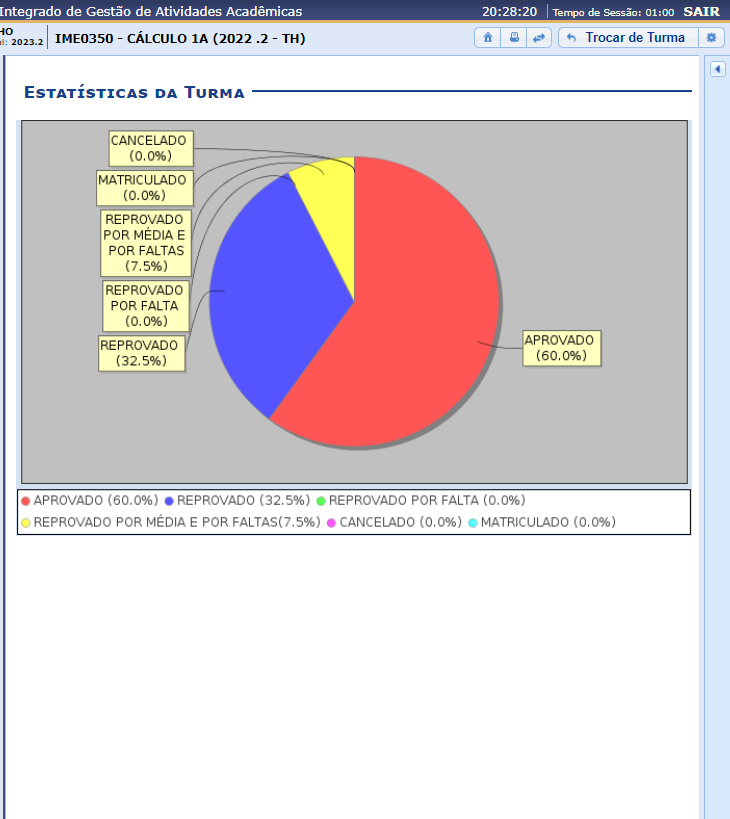 Integrado de Gestão de Atividades Acadêmicas 20:28:20 Tempo de Sessão: 01:00 SAIR
HO
el: 2023.2
IME0350 - CÁLCULO 1A (2022 .2 - TH) Trocar de Turma
ESTATÍSTICAS DA TURMA
CANCELADO
(0.0%)
MATRICULADO
(0.0%)
REPROVADO
POR MÉDIA E
POR FALTAS
(7.5%)
REPROVADO
POR FALTA
(0.0%)
REPROVADO
(32.5%)
APROVADO
(60.0%)
APROVADO (60.0%) REPROVADO (32.5%) REPROVADO POR FALTA (0.0%)
REPROVADO POR MÉDIA E POR FALTAS(7.5%) CANCELADO (0.0%) MATRICULADO (0.0%)